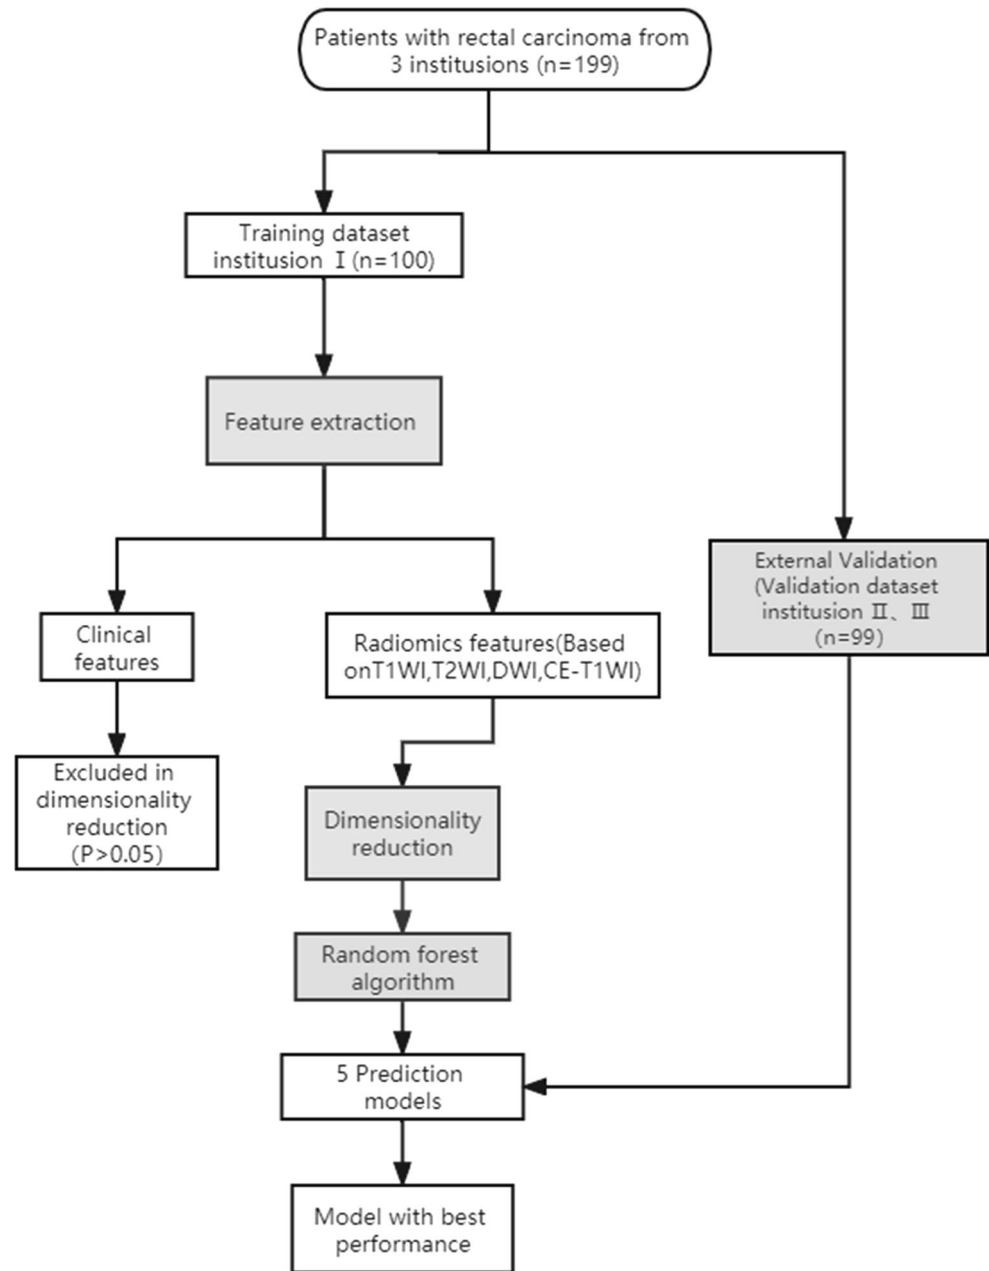 Patients with rectal carcinoma from
3 institusions (n=199)
Training dataset
institusion Ⅰ (n=100)
Feature extraction
External Validation
(Validation dataset
institusion Ⅱ、Ⅲ
(n=99)
Clinical
features
Radiomics features(Based
onT1WI,T2WI,DWI,CE-T1WI)
Excluded in
dimensionality
reduction
(P>0.05)
Dimensionality
reduction
Random forest
algorithm
5 Prediction
models
Model with best
performance